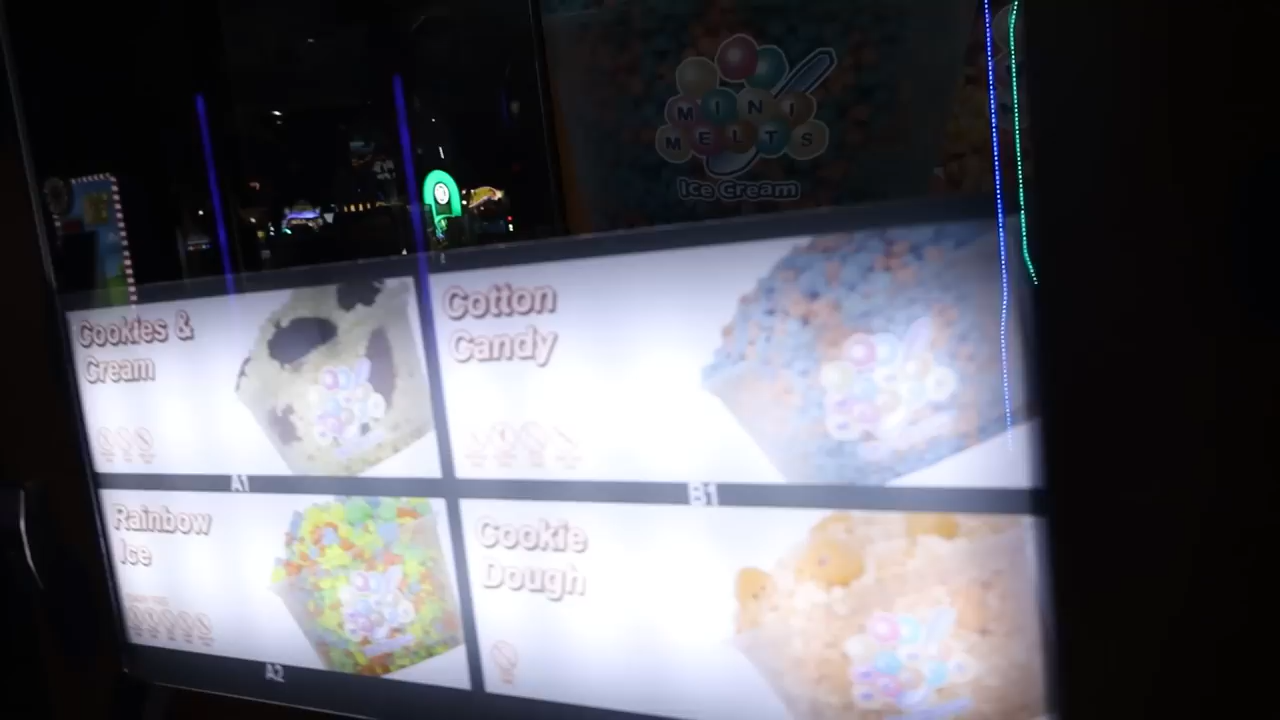 MINI
MELTS
Ice Cream
Cookies &
Cream
Cotton
Candy
A1
B1
Rainbow
Ice
Cookie
Dough
A2